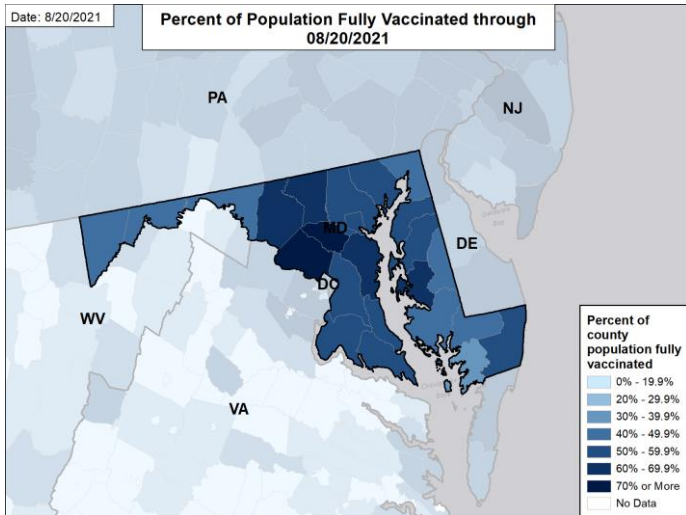 Date: 8/20/2021
Percent of Population Fully Vaccinated through
08/20/2021
PA
NJ
MD
DE
DC
WV
VA
Percent of
county
population fully
vaccinated
0% - 19.9%
20% - 29.9%
30% - 39.9%
40% - 49.9%
50% - 59.9%
60% - 69.9%
70% or More
No Data